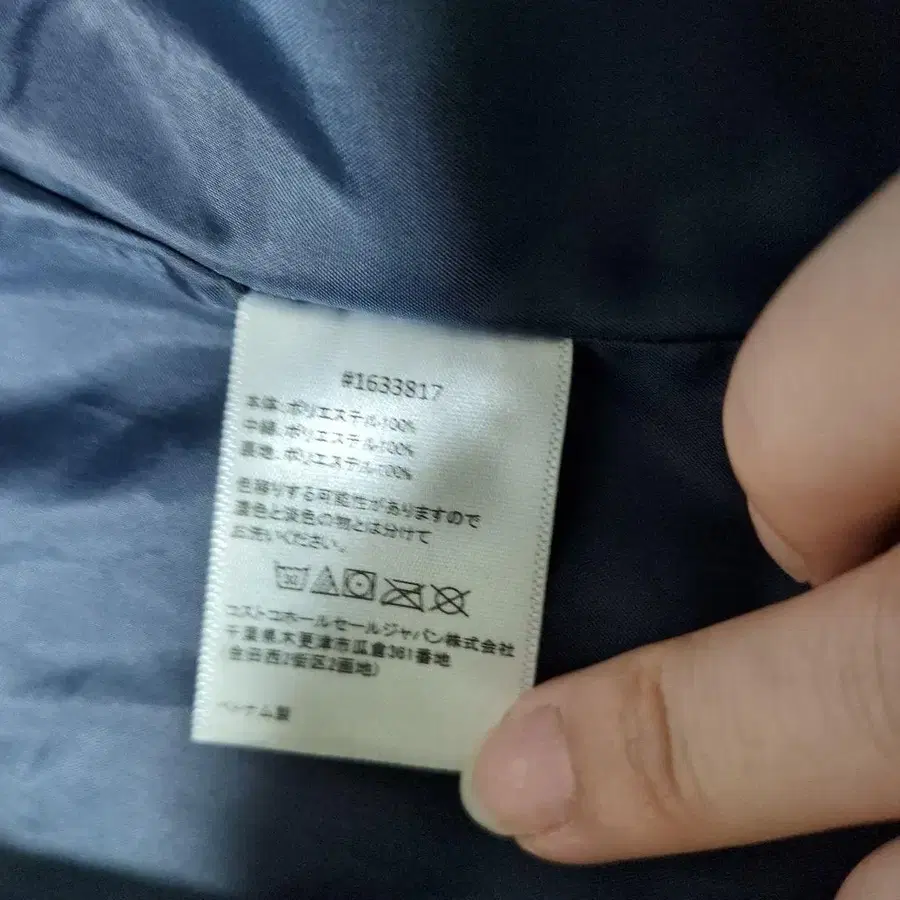 #1633817
本体:ポリエステル100%
中綿:ポリエステル100%
裏地:ポリエステル100%
色移りする可能性がありますので
濃色と淡色の物とは分けて
お洗いください。
30
コストコホールセールジャパン株式会社
千葉県木更津市瓜倉361番地
金田西2街区2画地)
ベトナム製